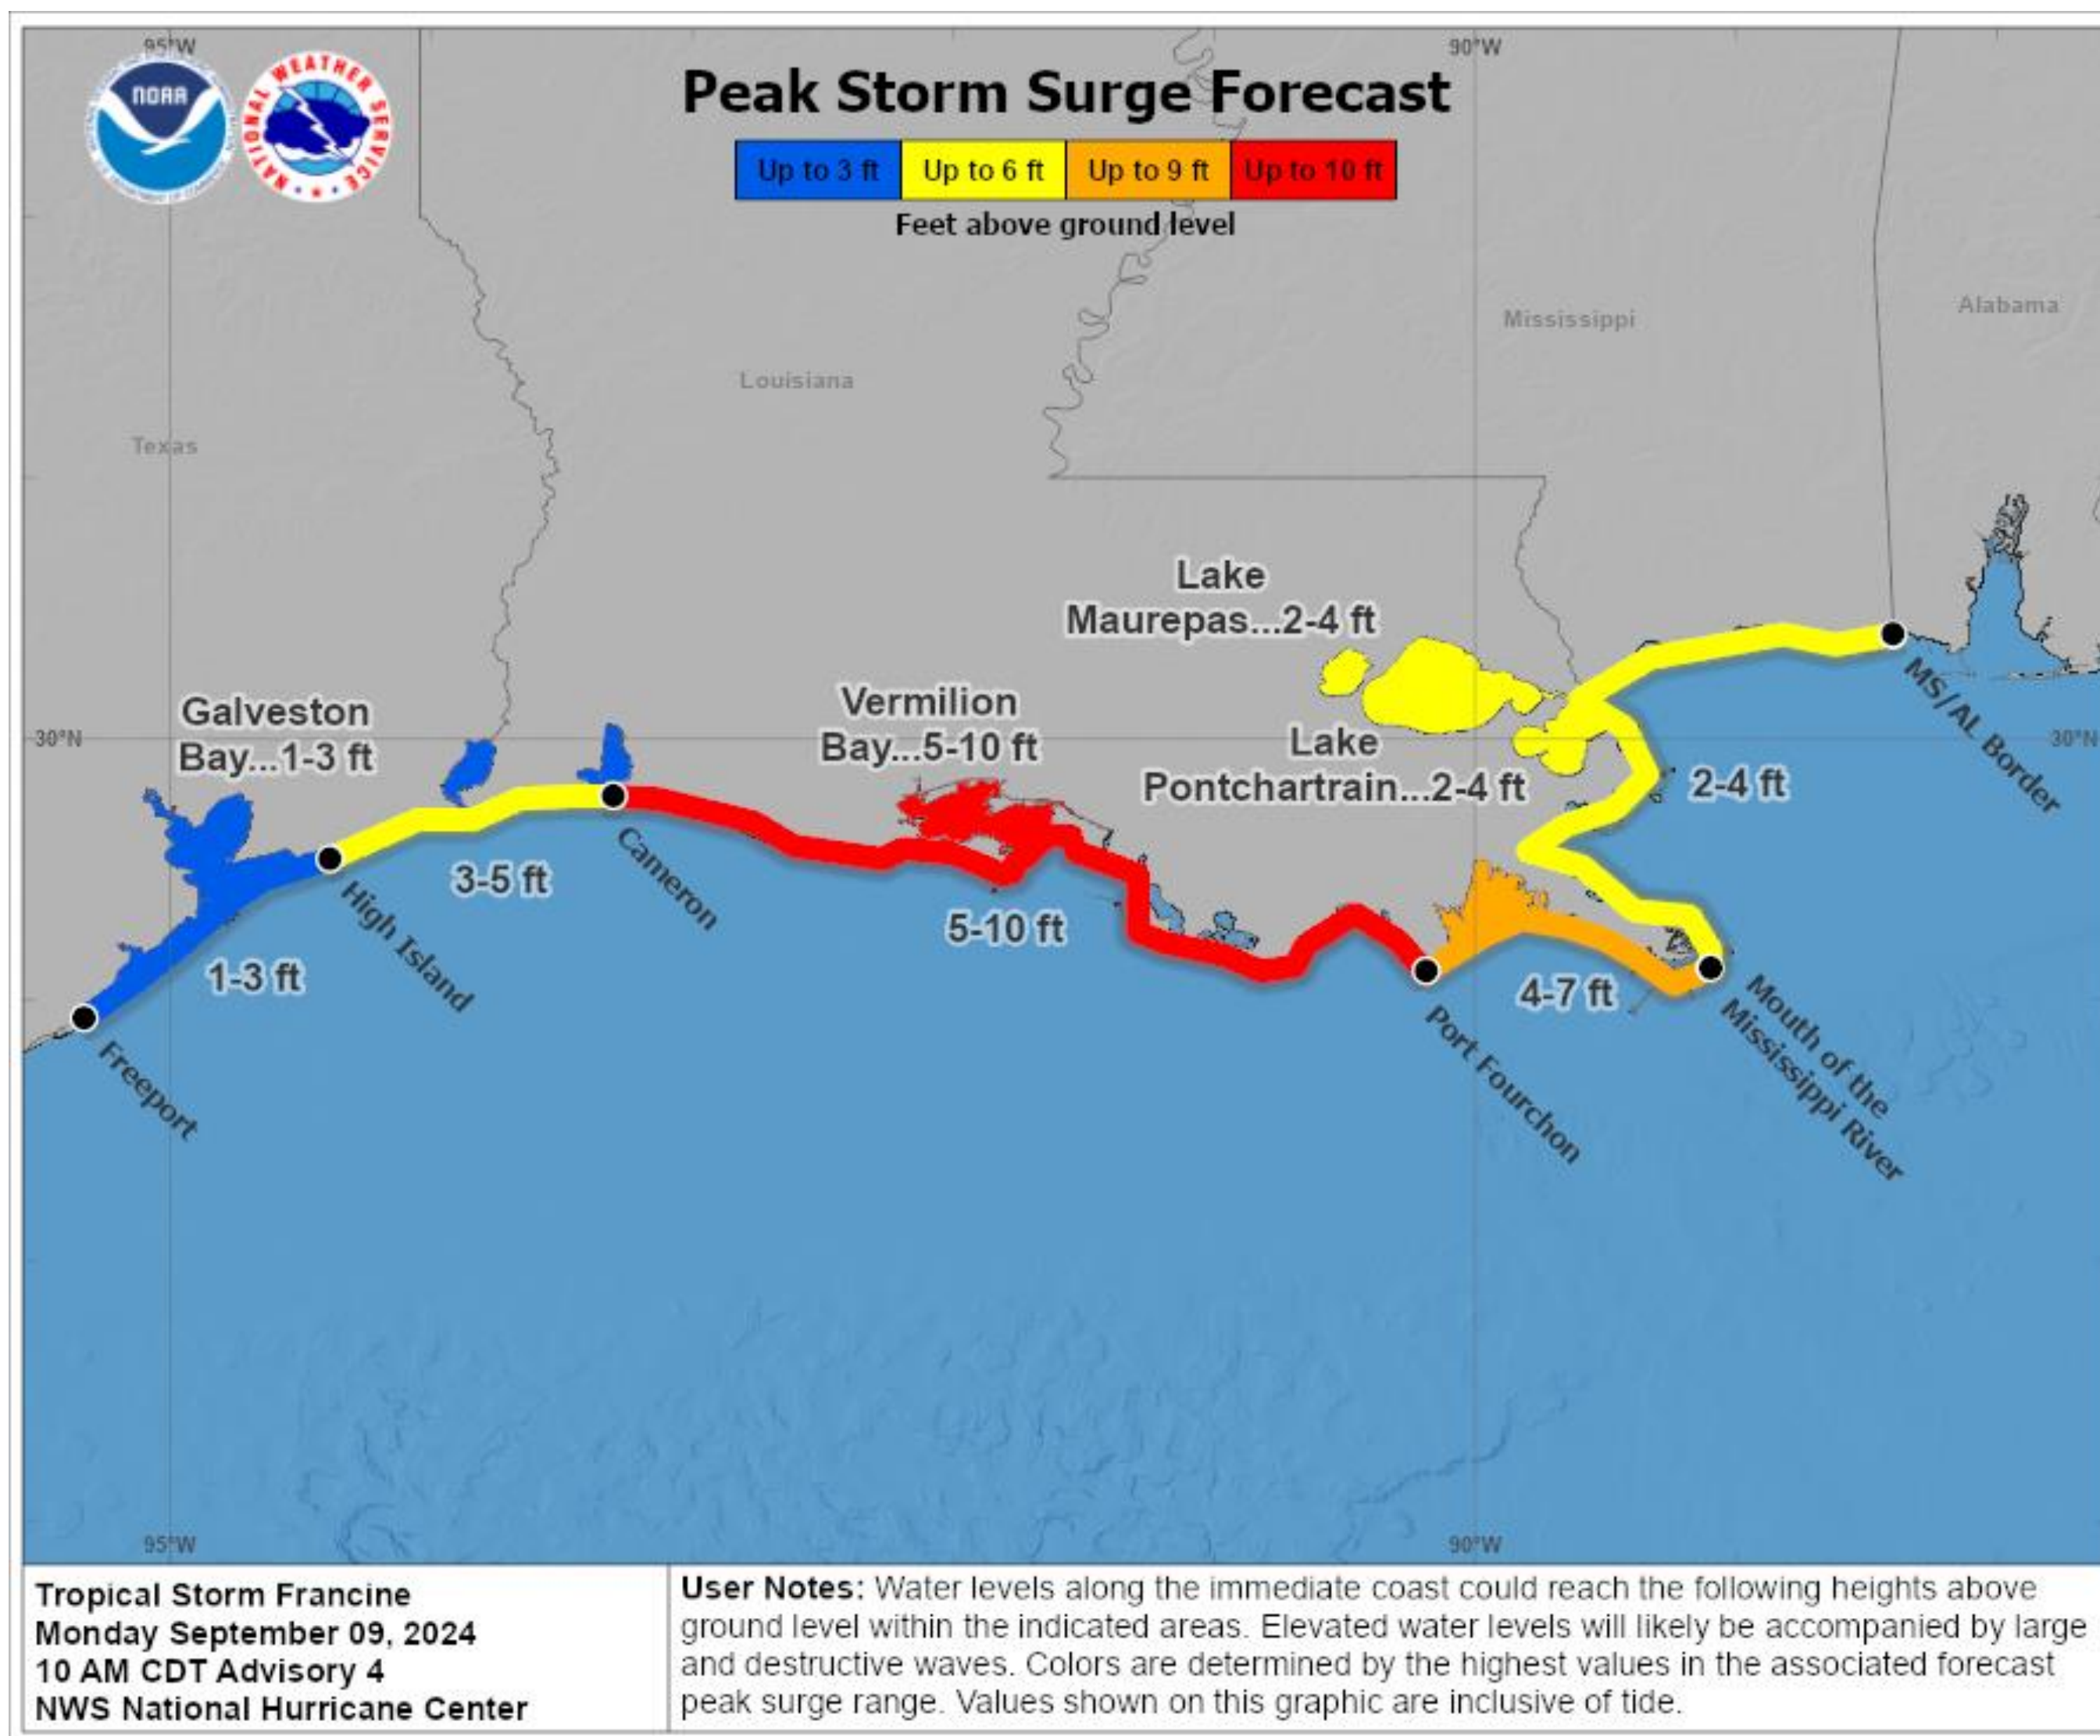 95°W
90°W
NOAA
NATIONAL WEATHER SERVICE
Peak Storm Surge Forecast
Up to 3 ft
Up to 6 ft
Up to 9 ft
Up to 10 ft
Feet above ground level
Alabama
Mississippi
Louisiana
Texas
Lake
Maurepas...2-4 ft
Galveston
Bay...1-3 ft
Vermilion
Bay...5-10 ft
Lake
Pontchartrain...2-4 ft
30°N
30°N
2-4 ft
MS/AL Border
3-5 ft
Cameron
High Island
5-10 ft
1-3 ft
4-7 ft
Freeport
Port Fourchon
Mouth of the
Mississippi River
95°W
90°W
Tropical Storm Francine
Monday September 09, 2024
10 AM CDT Advisory 4
NWS National Hurricane Center
User Notes: Water levels along the immediate coast could reach the following heights above
ground level within the indicated areas. Elevated water levels will likely be accompanied by large
and destructive waves. Colors are determined by the highest values in the associated forecast
peak surge range. Values shown on this graphic are inclusive of tide.